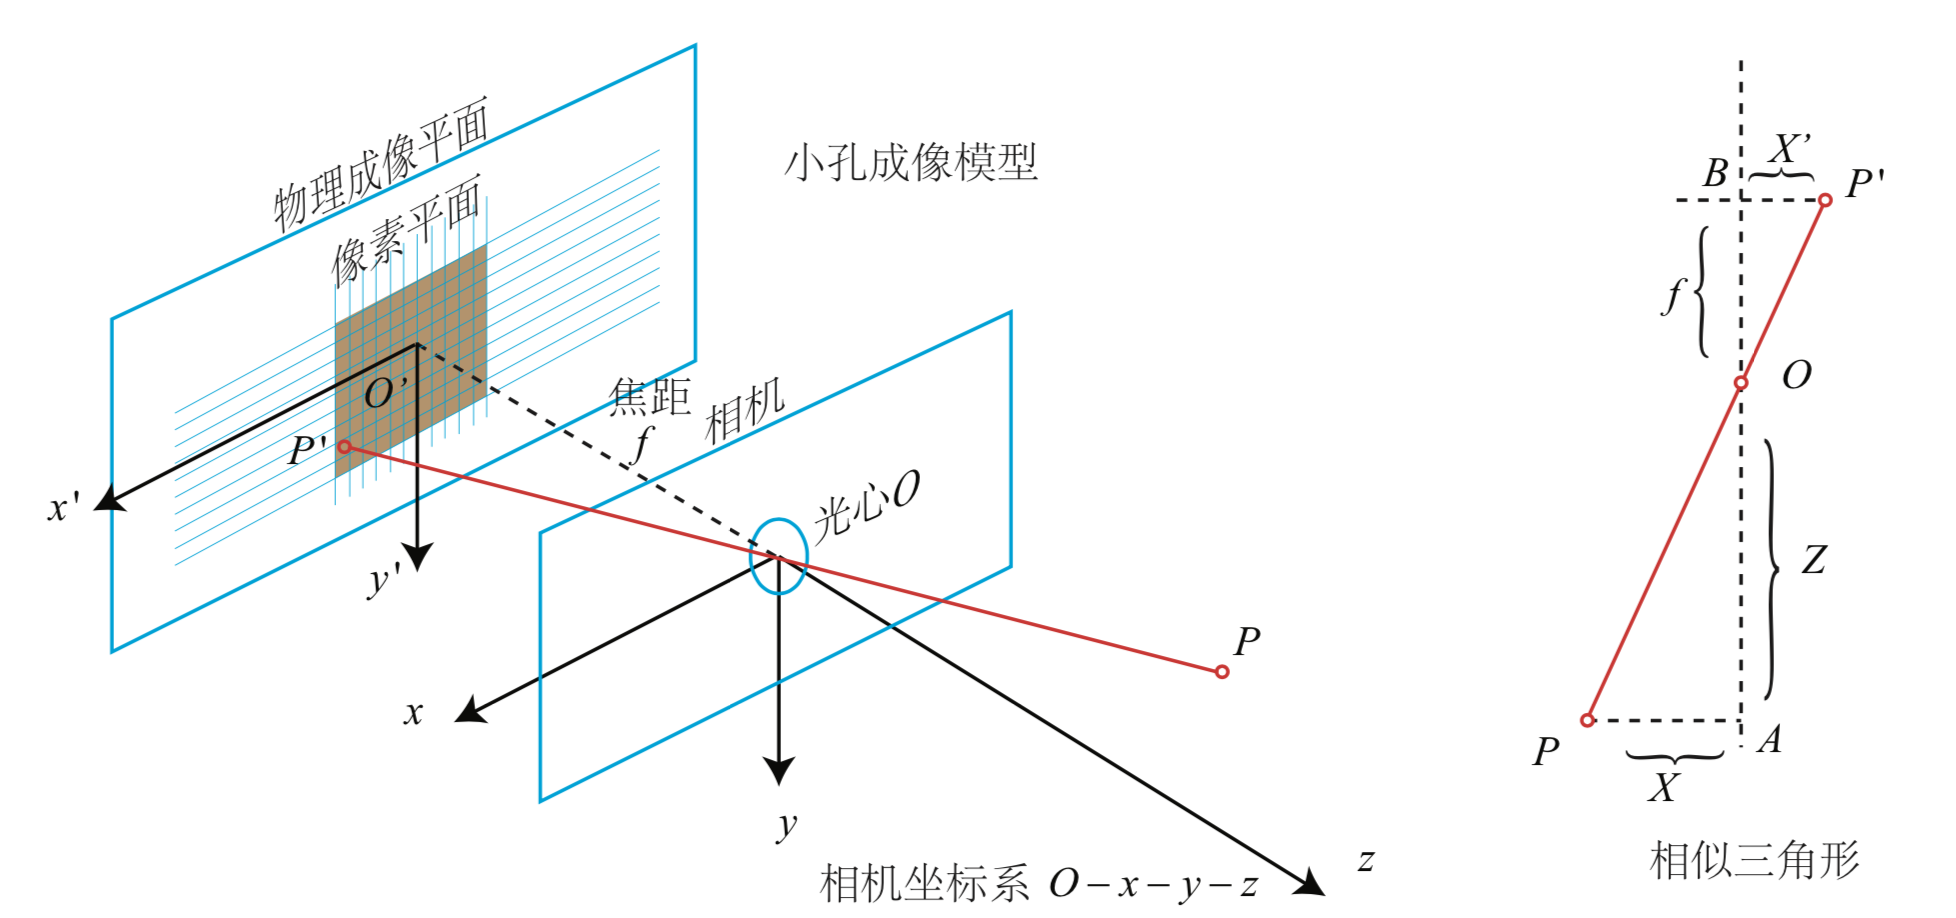 物理成像平面
像素平面
小孔成像模型
O'
P'
x'
y'
焦距
f
相机
光心O
P
x
y
z
相机坐标系 O－x－y－z
B
X'
P'
f
O
Z
P
X
A
相似三角形